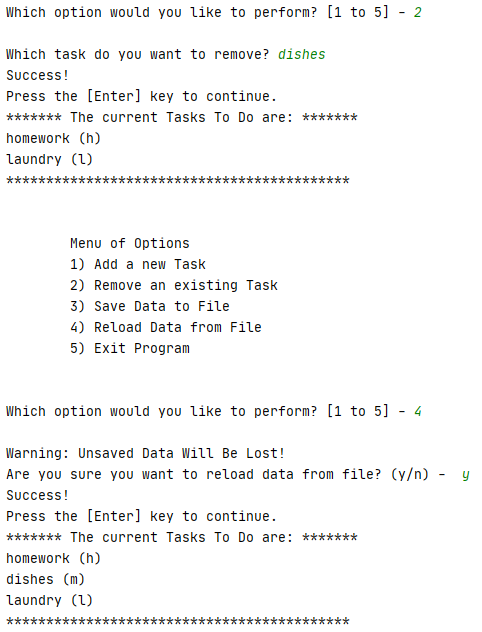 Which option would you like to perform? [1 to 5] - 2
Which task do you want to remove? dishes
Success!
Press the [Enter] key to continue.
******* The current Tasks To Do are: *******
homework (h)
laundry (l)
*******************************************
Menu of Options
1) Add a new Task
2) Remove an existing Task
3) Save Data to File
4) Reload Data from File
5) Exit Program
Which option would you like to perform? [1 to 5] - 4
Warning: Unsaved Data Will Be Lost!
Are you sure you want to reload data from file? (y/n) -  y
Success!
Press the [Enter] key to continue.
******* The current Tasks To Do are: *******
homework (h)
dishes (m)
laundry (l)
*******************************************